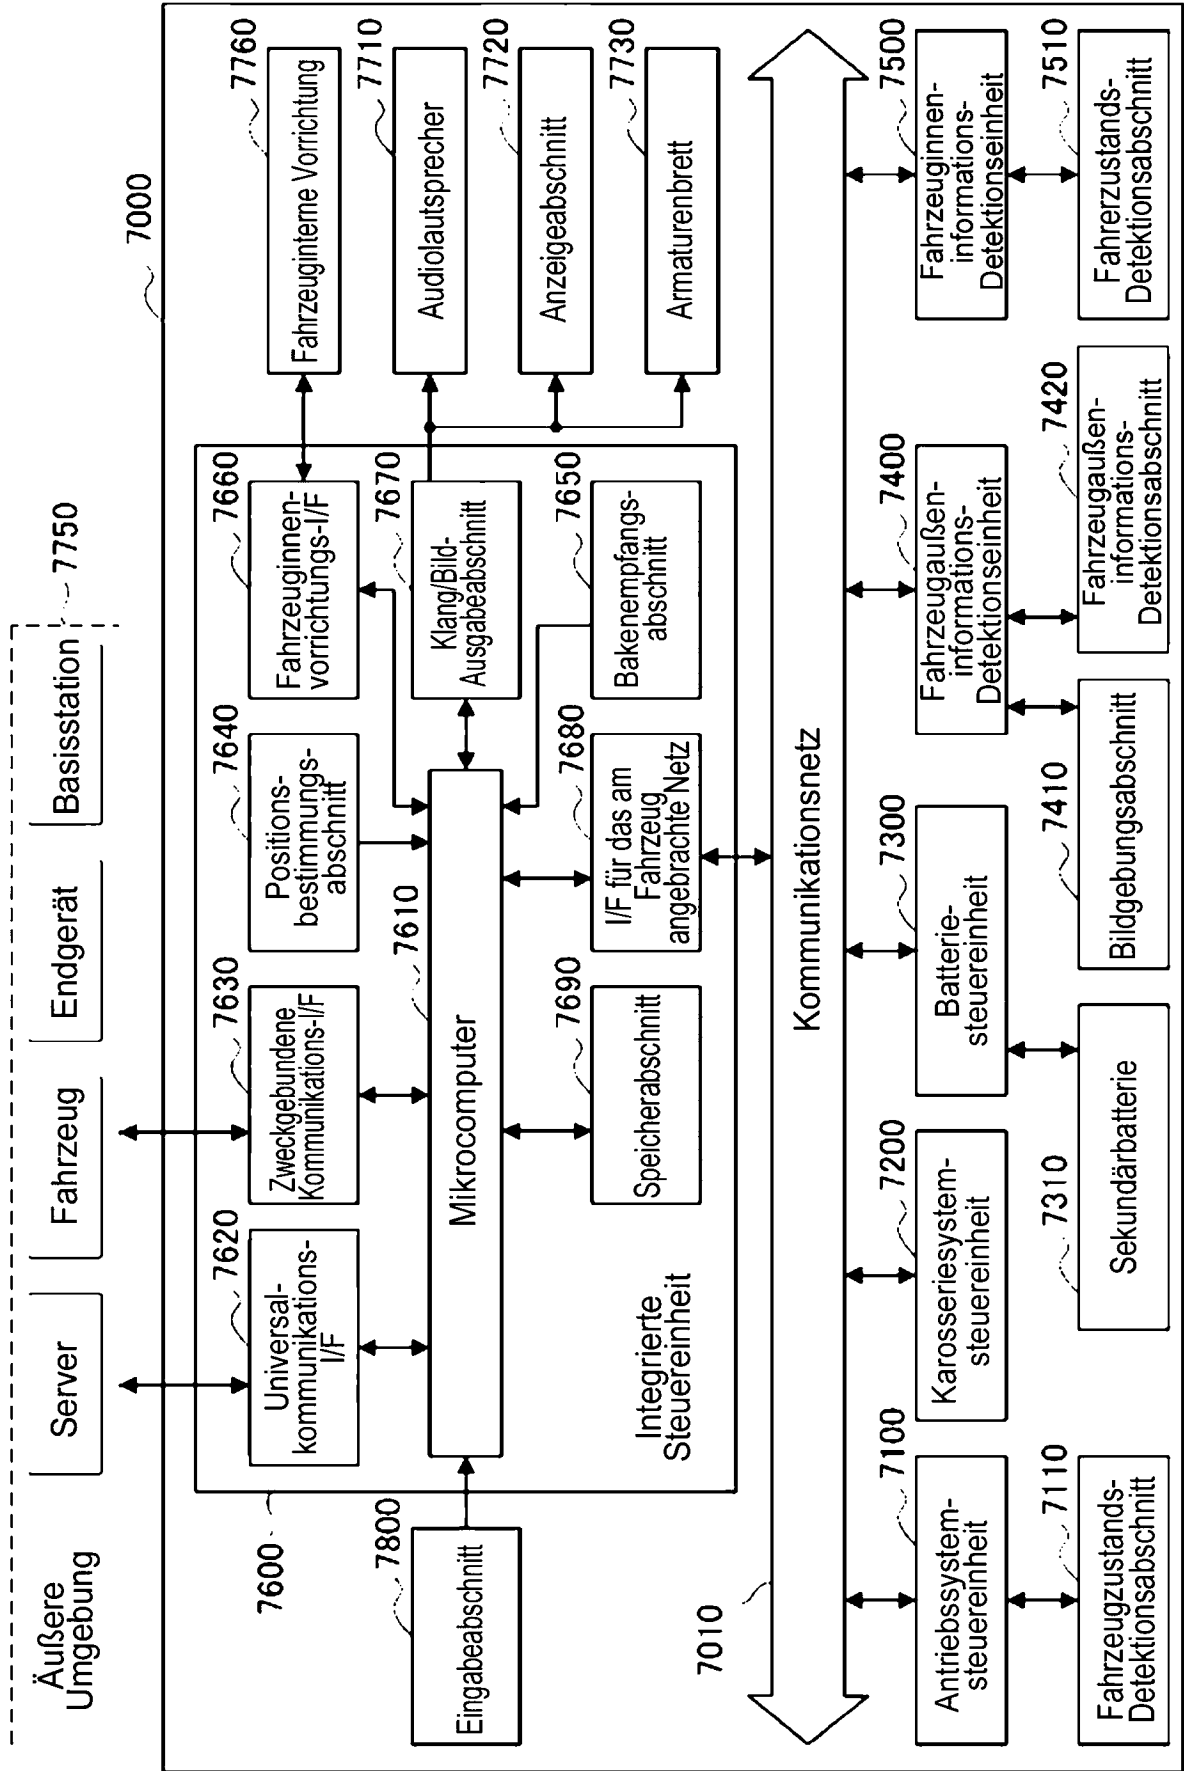 7000
Äußere
Umgebung
Server
Fahrzeug
Endgerät
Basisstation
7750
7600
7620
Universal-
kommunikations-
I/F
7630
Zweckgebundene
Kommunikations-I/F
7640
Positions-
bestimmungs-
abschnitt
7660
Fahrzeuginnen-
vorrichtungs-I/F
7760
Fahrzeuginterne Vorrichtung
7800
Eingabeabschnitt
7610
Mikrocomputer
7670
Klang/Bild-
Ausgabeabschnitt
7710
Audiolautsprecher
7720
Anzeigeabschnitt
7730
Armaturenbrett
Integrierte
Steuereinheit
7690
Speicherabschnitt
7680
I/F für das am
Fahrzeug
angebrachte Netz
7650
Bakenempfangs-
abschnitt
7010
Kommunikationsnetz
7100
Antriebssystem-
steuereinheit
7200
Karosseriesystem-
steuereinheit
7300
Batterie-
steuereinheit
7400
Fahrzeugaußen-
informations-
Detektionseinheit
7500
Fahrzeuginnen-
informations-
Detektionseinheit
7110
Fahrzeugzustands-
Detektionsabschnitt
7310
Sekundärbatterie
7410
Bildgebungsabschnitt
7420
Fahrzeugaußen-
informations-
Detektionsabschnitt
7510
Fahrerzustands-
Detektionsabschnitt